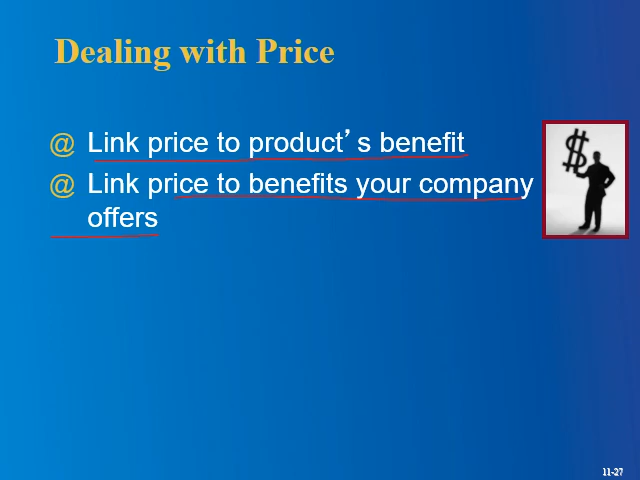 Dealing with Price
@ Link price to product’s benefit
@ Link price to benefits your company
offers
$
11-27